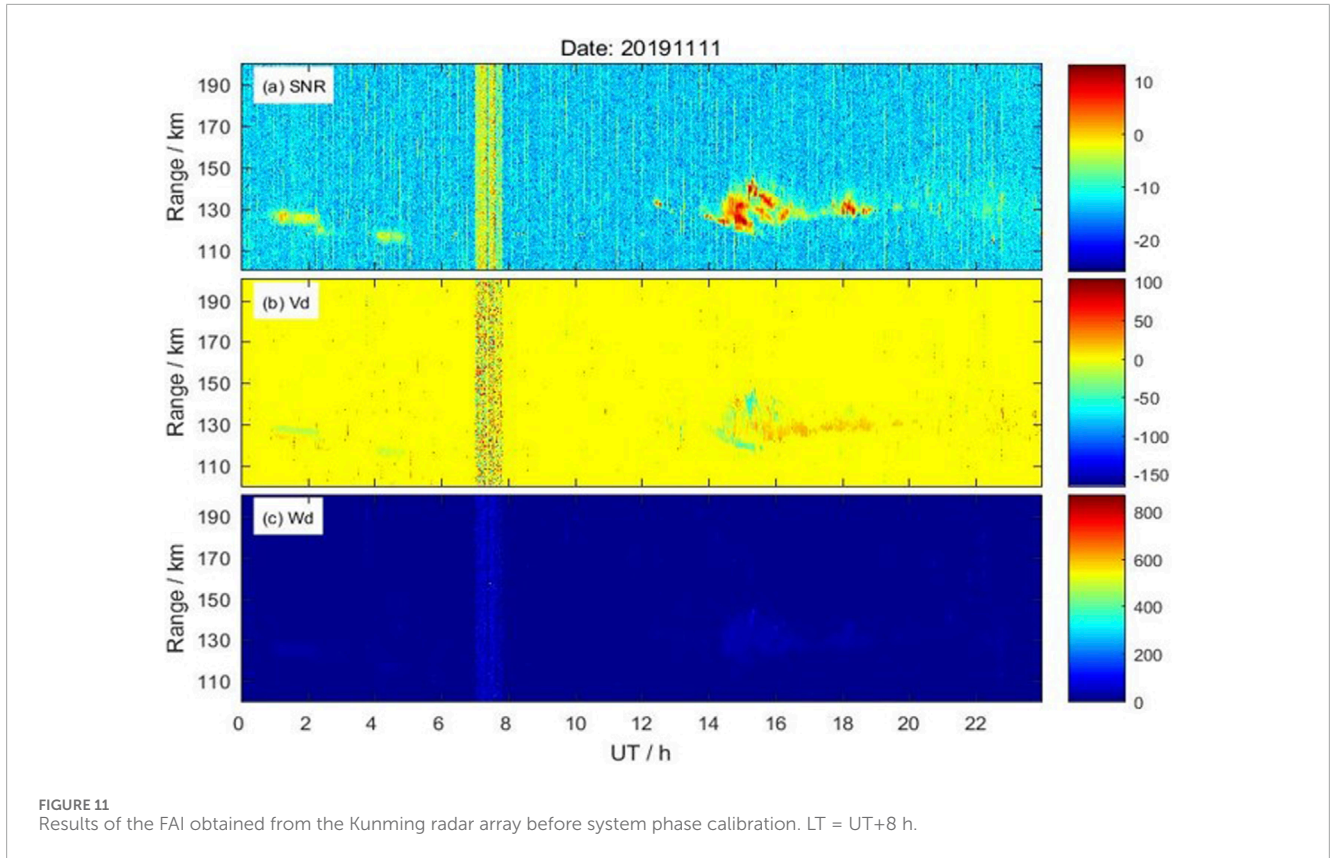 Date: 20191111
(a) SNR
Range / km
190
170
150
130
110
10
0
-10
-20
(b) Vd
Range / km
190
170
150
130
110
100
50
0
-50
-100
-150
(c) Wd
Range / km
190
170
150
130
110
800
600
400
200
0
0 2 4 6 8 10 12 14 16 18 20 22
UT / h
FIGURE 11
Results of the FAI obtained from the Kunming radar array before system phase calibration. LT = UT+8 h.